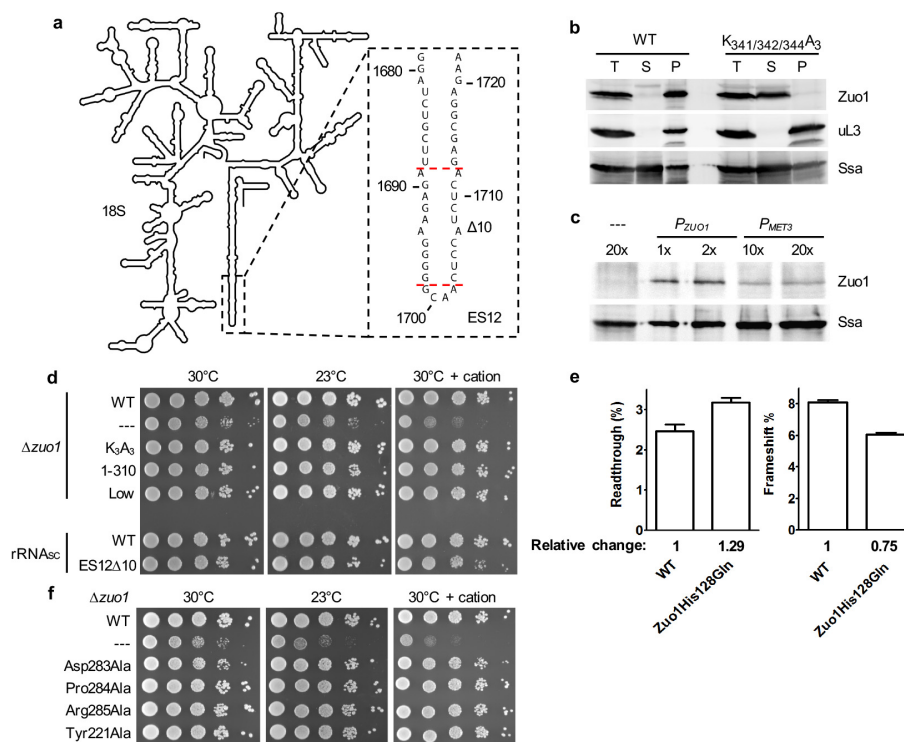 a
18S
1680
1690
1700
1720
1710
Δ10
ES12
GGAUCUGCUUAGAGAAGGGGGCAA
AAGAGGCGAGACUCUACCUCCA
b
WT K341/342/344A3
T S P T S P
Zuo1
uL3
Ssa
c
--- PZUO1 PMET3
20x 1x 2x 10x 20x
Zuo1
Ssa
d
30°C 23°C 30°C + cation
Δzuo1
WT
---
K3A3
1-310
Low
rRNASC
WT
ES12Δ10
e
Readthrough (%)
3
2
1
0
Frameshift %
8
6
4
2
0
Relative change: 1 1.29 1 0.75
WT Zuo1His128Gln WT Zuo1His128Gln
f
Δzuo1 30°C 23°C 30°C + cation
WT
---
Asp283Ala
Pro284Ala
Arg285Ala
Tyr221Ala